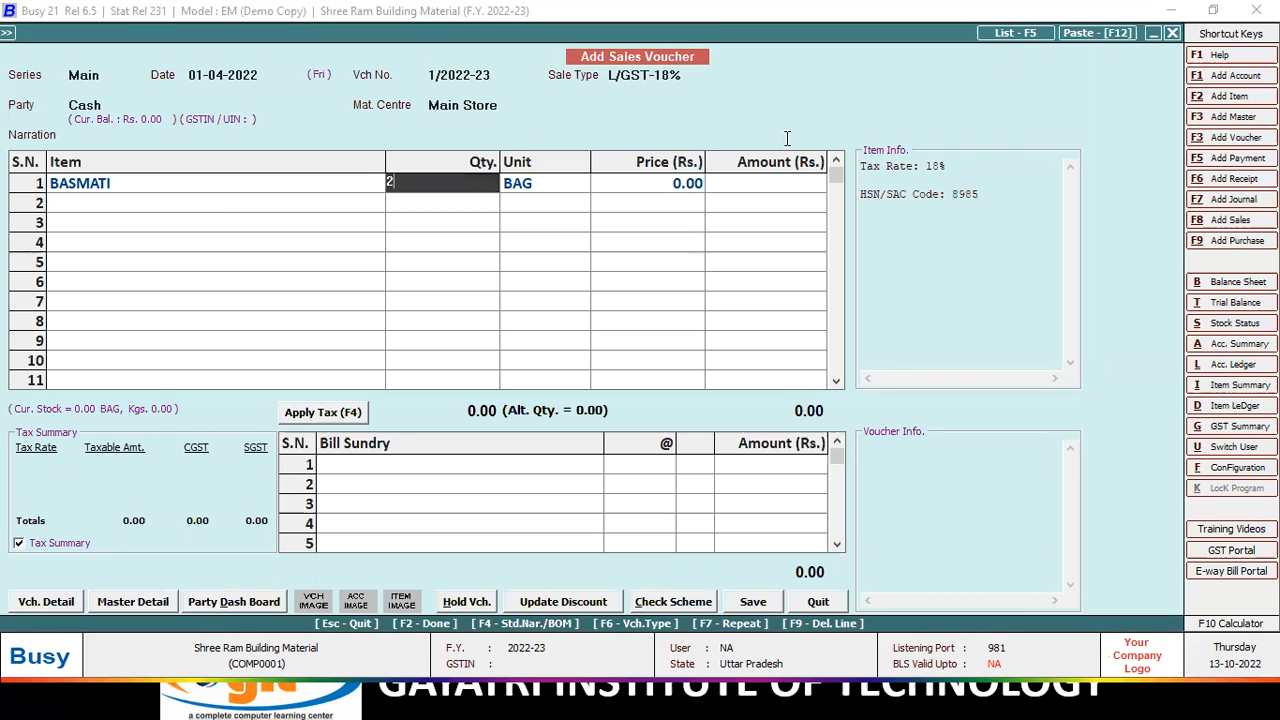 Busy 21 Rel 6.5 | Stat Rel 231 | Model : EM (Demo Copy) | Shree Ram Building Material (F.Y. 2022-23)
>> List - F5 Paste - [F12] Shortcut Keys
Add Sales Voucher
Series Main Date 01-04-2022 (Fri) Vch No. 1/2022-23 Sale Type L/GST-18%
Party Cash Mat. Centre Main Store
( Cur. Bal. : Rs. 0.00 ) ( GSTIN / UIN : )
Narration
S.N. Item Qty. Unit Price (Rs.) Amount (Rs.)
1 BASMATI 2 BAG 0.00
2
3
4
5
6
7
8
9
10
11
Item Info.
Tax Rate: 18%
HSN/SAC Code: 8985
( Cur. Stock = 0.00 BAG, Kgs. 0.00 ) Apply Tax (F4) 0.00 (Alt. Qty. = 0.00) 0.00
Tax Summary
Tax Rate Taxable Amt. CGST SGST
Totals 0.00 0.00 0.00
Tax Summary
S.N. Bill Sundry @ Amount (Rs.)
1
2
3
4
5
0.00
Voucher Info.
Vch. Detail Master Detail Party Dash Board VCH IMAGE ACC IMAGE ITEM IMAGE Hold Vch. Update Discount Check Scheme Save Quit
[ Esc - Quit ] [ F2 - Done ] [ F4 - Std.Nar./BOM ] [ F6 - Vch.Type ] [ F7 - Repeat ] [ F9 - Del. Line ]
F1 Help
F1 Add Account
F2 Add Item
F3 Add Master
F3 Add Voucher
F5 Add Payment
F6 Add Receipt
F7 Add Journal
F8 Add Sales
F9 Add Purchase
B Balance Sheet
T Trial Balance
S Stock Status
A Acc. Summary
L Acc. Ledger
I Item Summary
D Item LeDger
G GST Summary
U Switch User
F Configuration
K LocK Program
Training Videos
GST Portal
E-way Bill Portal
F10 Calculator
Busy
Shree Ram Building Material
(COMP0001)
F.Y. : 2022-23
GSTIN :
User : NA
State : Uttar Pradesh
Listening Port : 981
BLS Valid Upto : NA
Your
Company
Logo
Thursday
13-10-2022
GAYATRI INSTITUTE OF TECHNOLOGY
a complete computer learning center